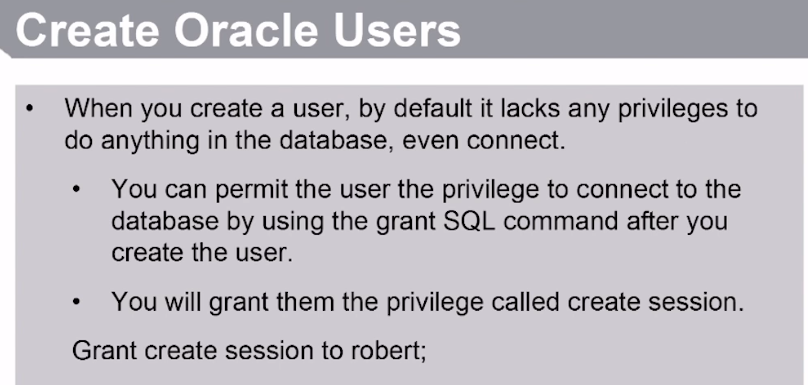 Create Oracle Users
• When you create a user, by default it lacks any privileges to
do anything in the database, even connect.
• You can permit the user the privilege to connect to the
database by using the grant SQL command after you
create the user.
• You will grant them the privilege called create session.
Grant create session to robert;